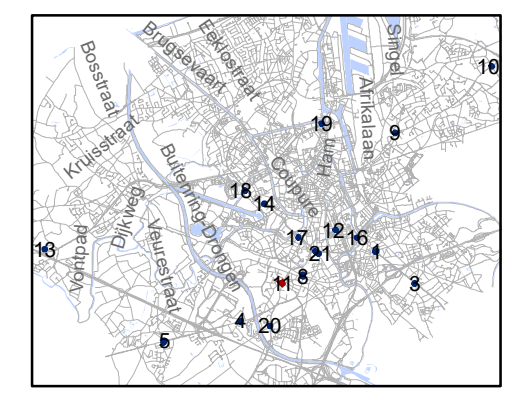 Eeklostraat
Brugsevaart
Singel
Bosstraat
10
Afrikalaan
19
9
Kruisstraat
Ham
Buitenring-Drongen
Coupure
18
14
Dijkweg
12
17
16
1
13
21
Vontpad
Veurestraat
8
11
3
4
20
5